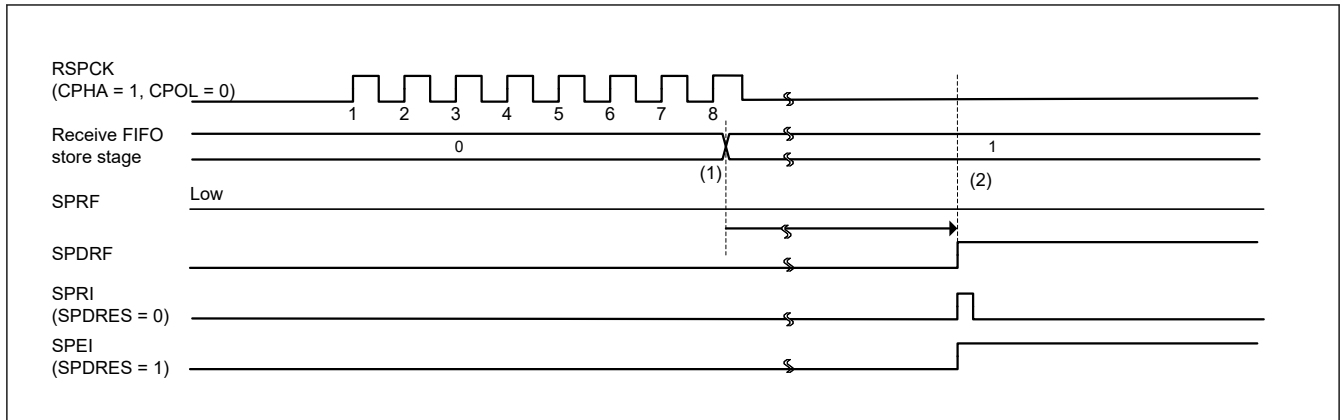 RSPCK
(CPHA = 1, CPOL = 0)
1 2 3 4 5 6 7 8
Receive FIFO
store stage
0
1
(1)
(2)
SPRF
Low
SPDRF
SPRI
(SPDRES = 0)
SPEI
(SPDRES = 1)